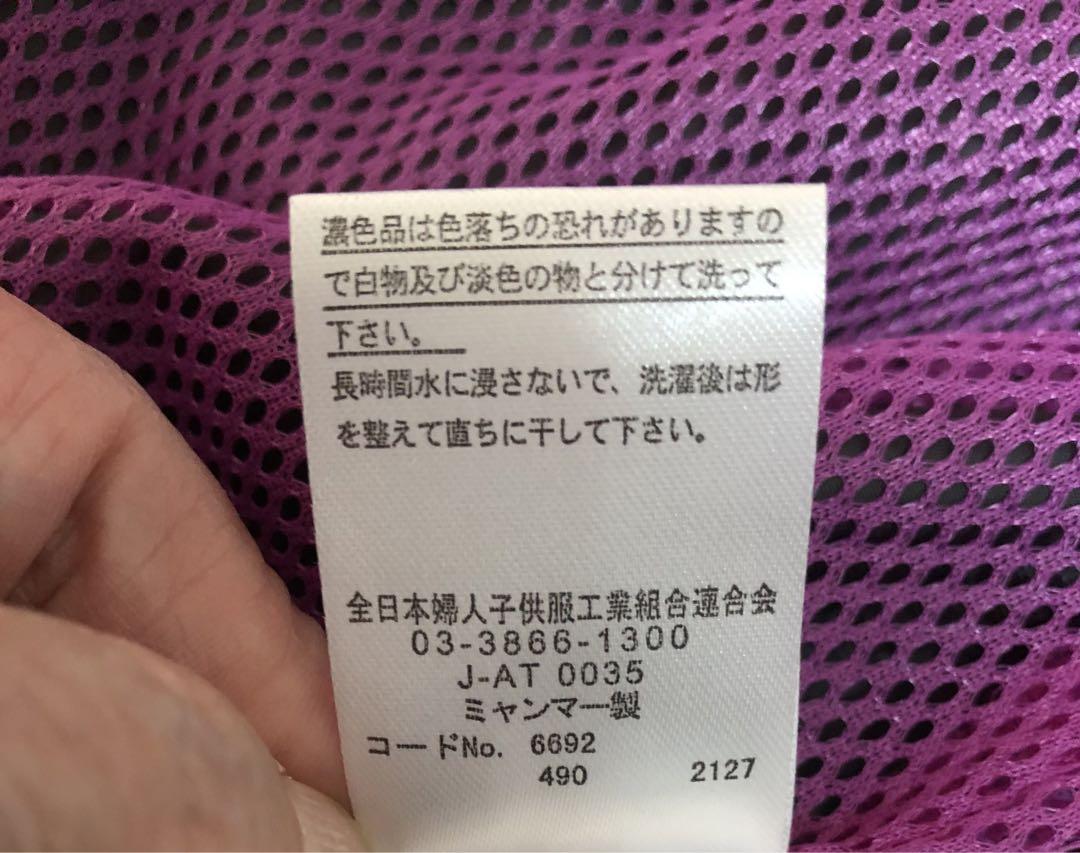 濃色品は色落ちの恐れがありますの
で白物及び淡色の物と分けて洗って
下さい。
長時間水に浸さないで、洗濯後は形
を整えて直ちに干して下さい。
全日本婦人子供服工業組合連合会
03-3866-1300
J-AT 0035
ミャンマー製
コードNo. 6692
490 2127